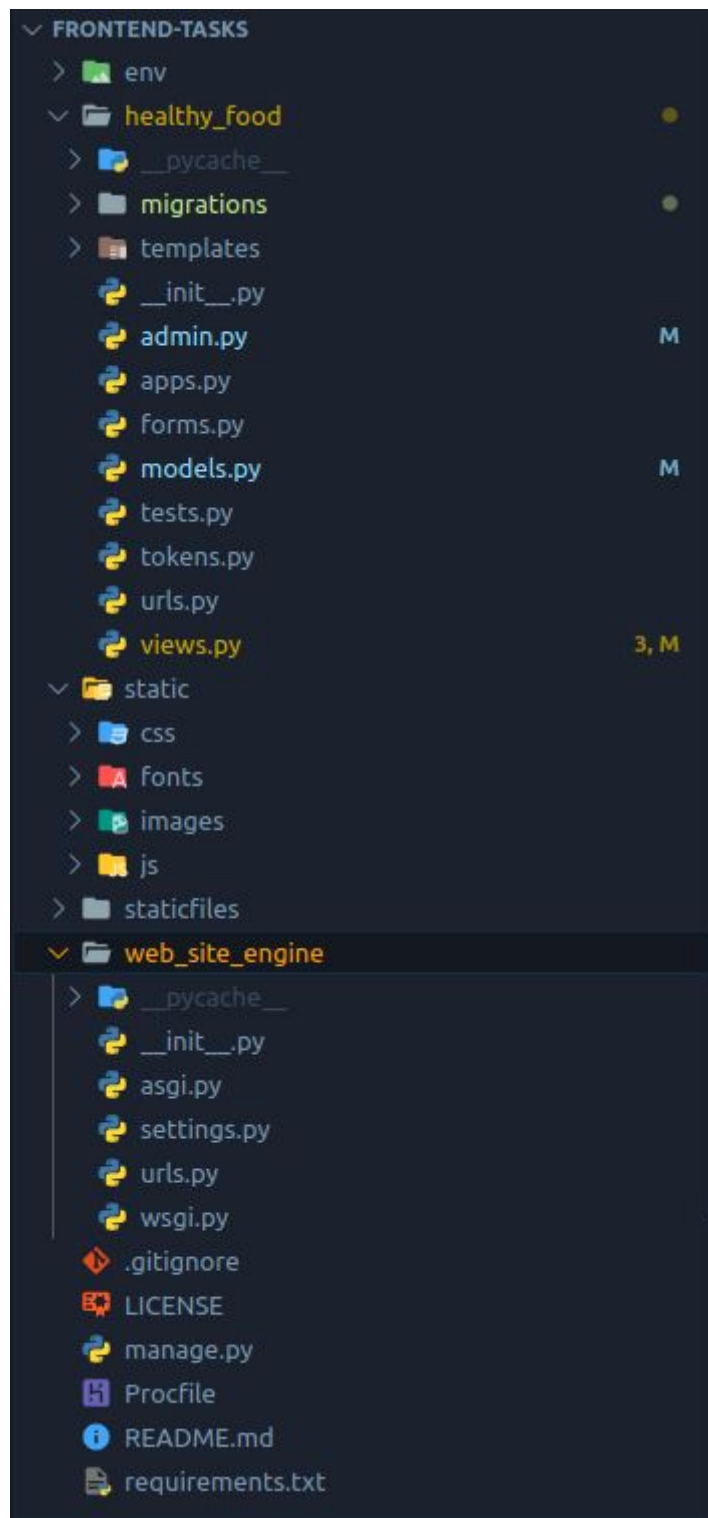 FRONTEND-TASKS
env
healthy_food
__pycache__
migrations
templates
__init__.py
admin.py M
apps.py
forms.py
models.py M
tests.py
tokens.py
urls.py
views.py 3, M
static
css
fonts
images
js
staticfiles
web_site_engine
__pycache__
__init__.py
asgi.py
settings.py
urls.py
wsgi.py
.gitignore
LICENSE
manage.py
Procfile
README.md
requirements.txt